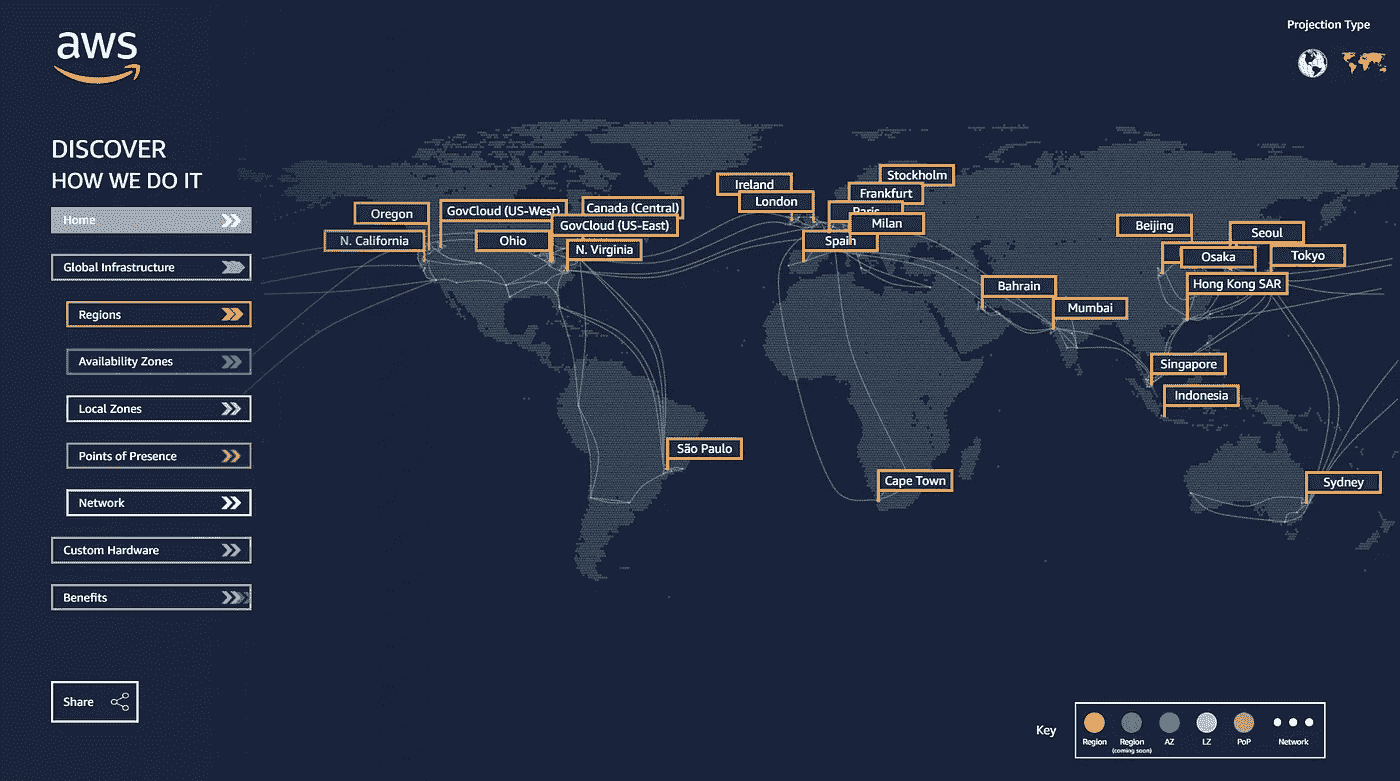 aws
Projection Type
DISCOVER
HOW WE DO IT
Home
Global Infrastructure
Regions
Availability Zones
Local Zones
Points of Presence
Network
Custom Hardware
Benefits
Share
Oregon
GovCloud (US-West)
Canada (Central)
GovCloud (US-East)
N. California
Ohio
N. Virginia
São Paulo
Ireland
London
Stockholm
Frankfurt
Paris
Milan
Spain
Cape Town
Bahrain
Mumbai
Beijing
Seoul
Osaka
Tokyo
Hong Kong SAR
Singapore
Indonesia
Sydney
Key
Region
Region
(coming soon)
AZ
LZ
PoP
Network